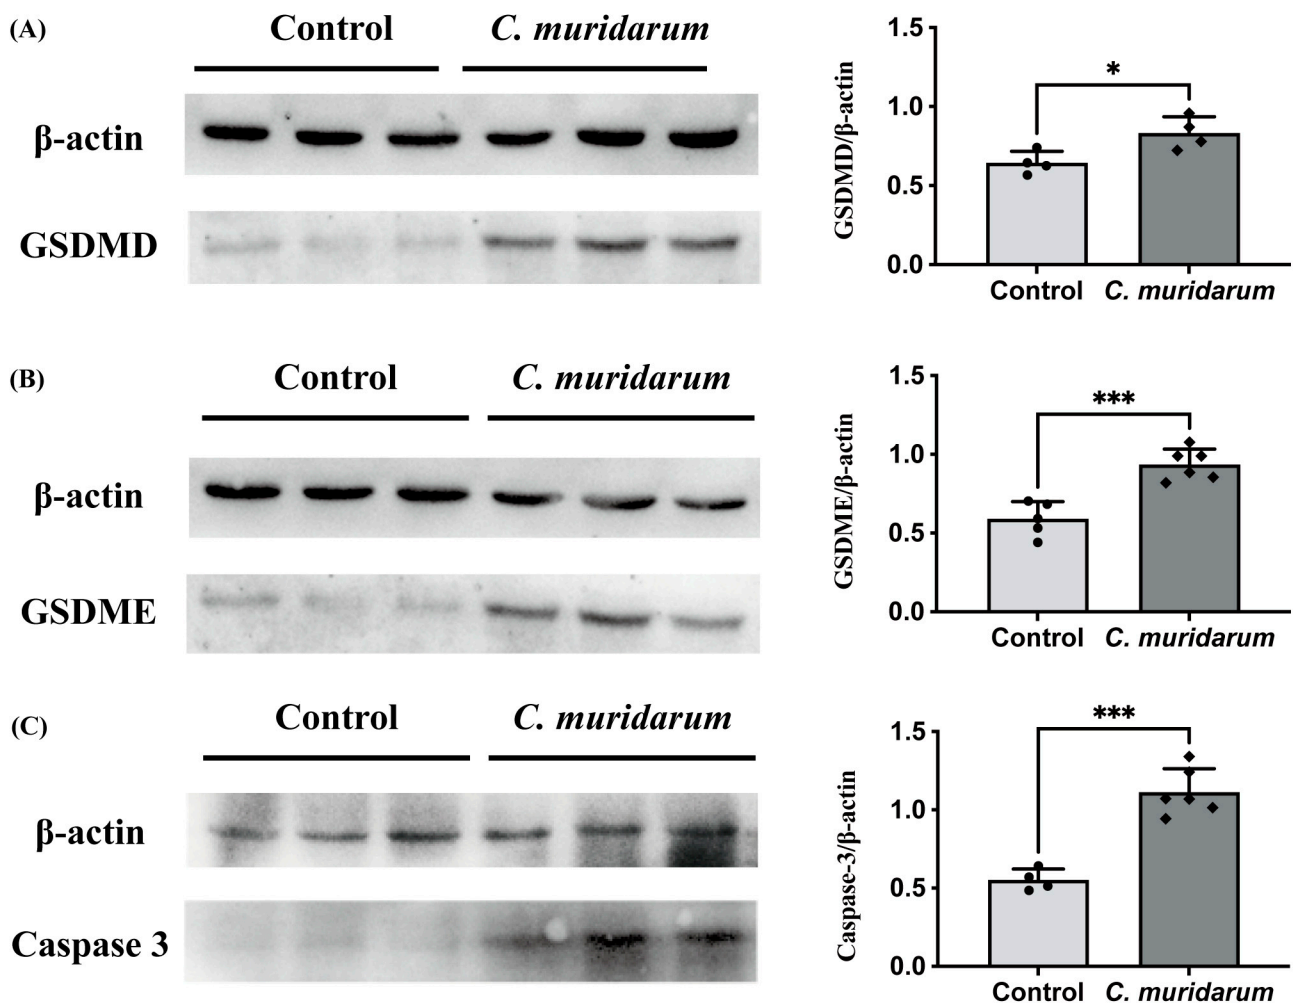 (A)
Control C. muridarum
β-actin
GSDMD
GSDMD/β-actin
1.5
1.0
0.5
0.0
*
Control C. muridarum
(B)
Control C. muridarum
β-actin
GSDME
GSDME/β-actin
1.5
1.0
0.5
0.0
***
Control C. muridarum
(C)
Control C. muridarum
β-actin
Caspase 3
Caspase-3/β-actin
1.5
1.0
0.5
0.0
***
Control C. muridarum